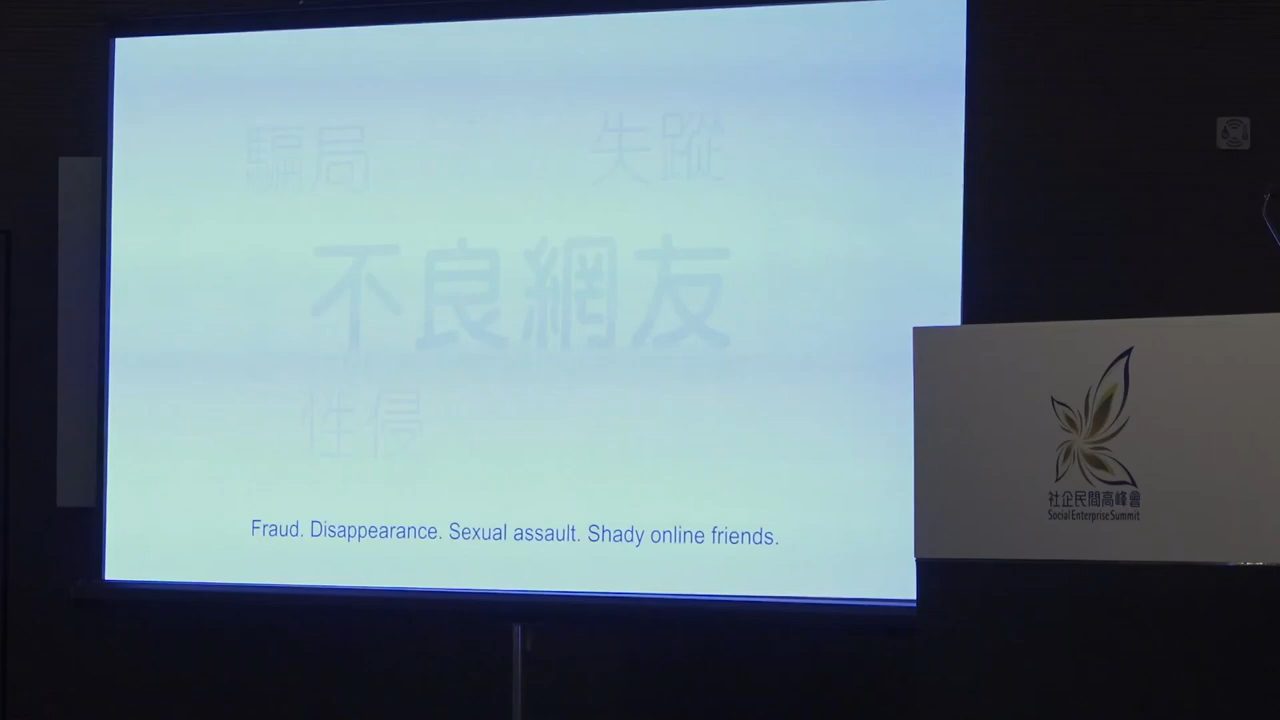 騙局
失蹤
不良網友
性侵
Fraud. Disappearance. Sexual assault. Shady online friends.
社企民間高峰會
Social Enterprise Summit